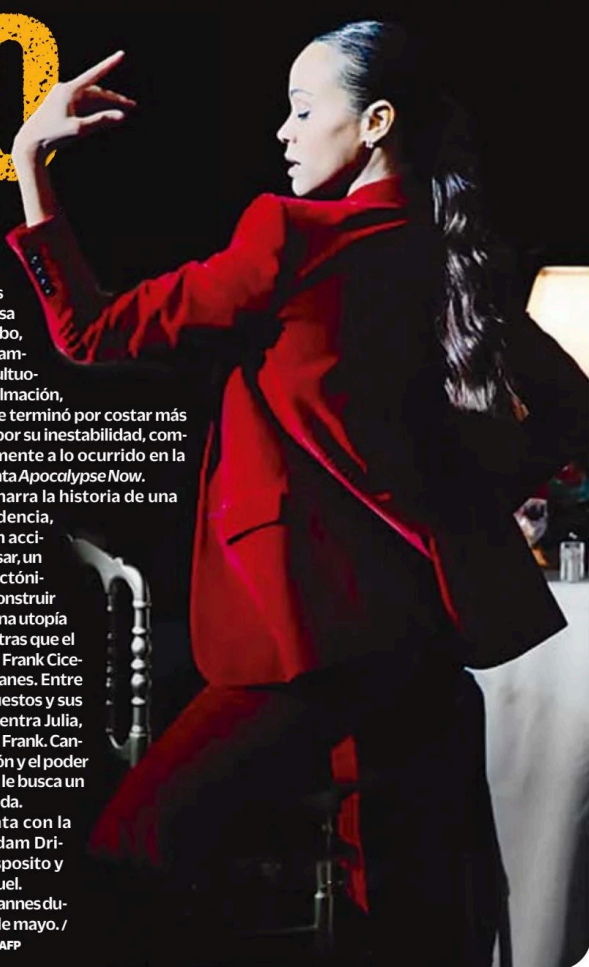 s
sa
bo,
am-
ultuo-
lmación,
e terminó por costar más
por su inestabilidad, com-
mente a lo ocurrido en la
nta Apocalypse Now.
narra la historia de una
dencia,
n acci-
sar, un
ctóni-
onstruir
na utopía
tras que el
Frank Cice-
anes. Entre
uestos y sus
entra Julia,
Frank. Can-
ón y el poder
le busca un
da.
nta con la
dam Dri-
sposito y
uel.
annes du-
de mayo. /
AFP